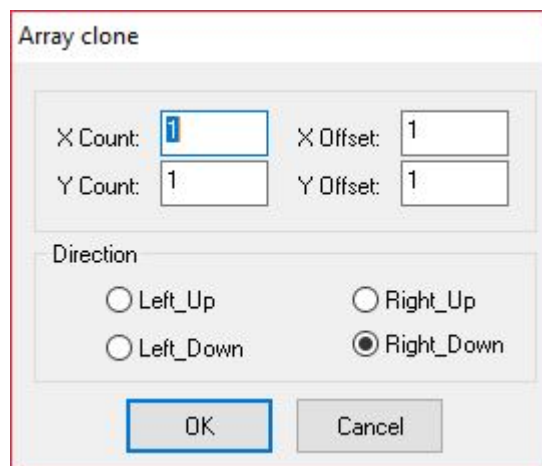 Array clone
X Count: 1 X Offset: 1
Y Count: 1 Y Offset: 1
Direction
Left_Up Right_Up
Left_Down Right_Down
OK Cancel